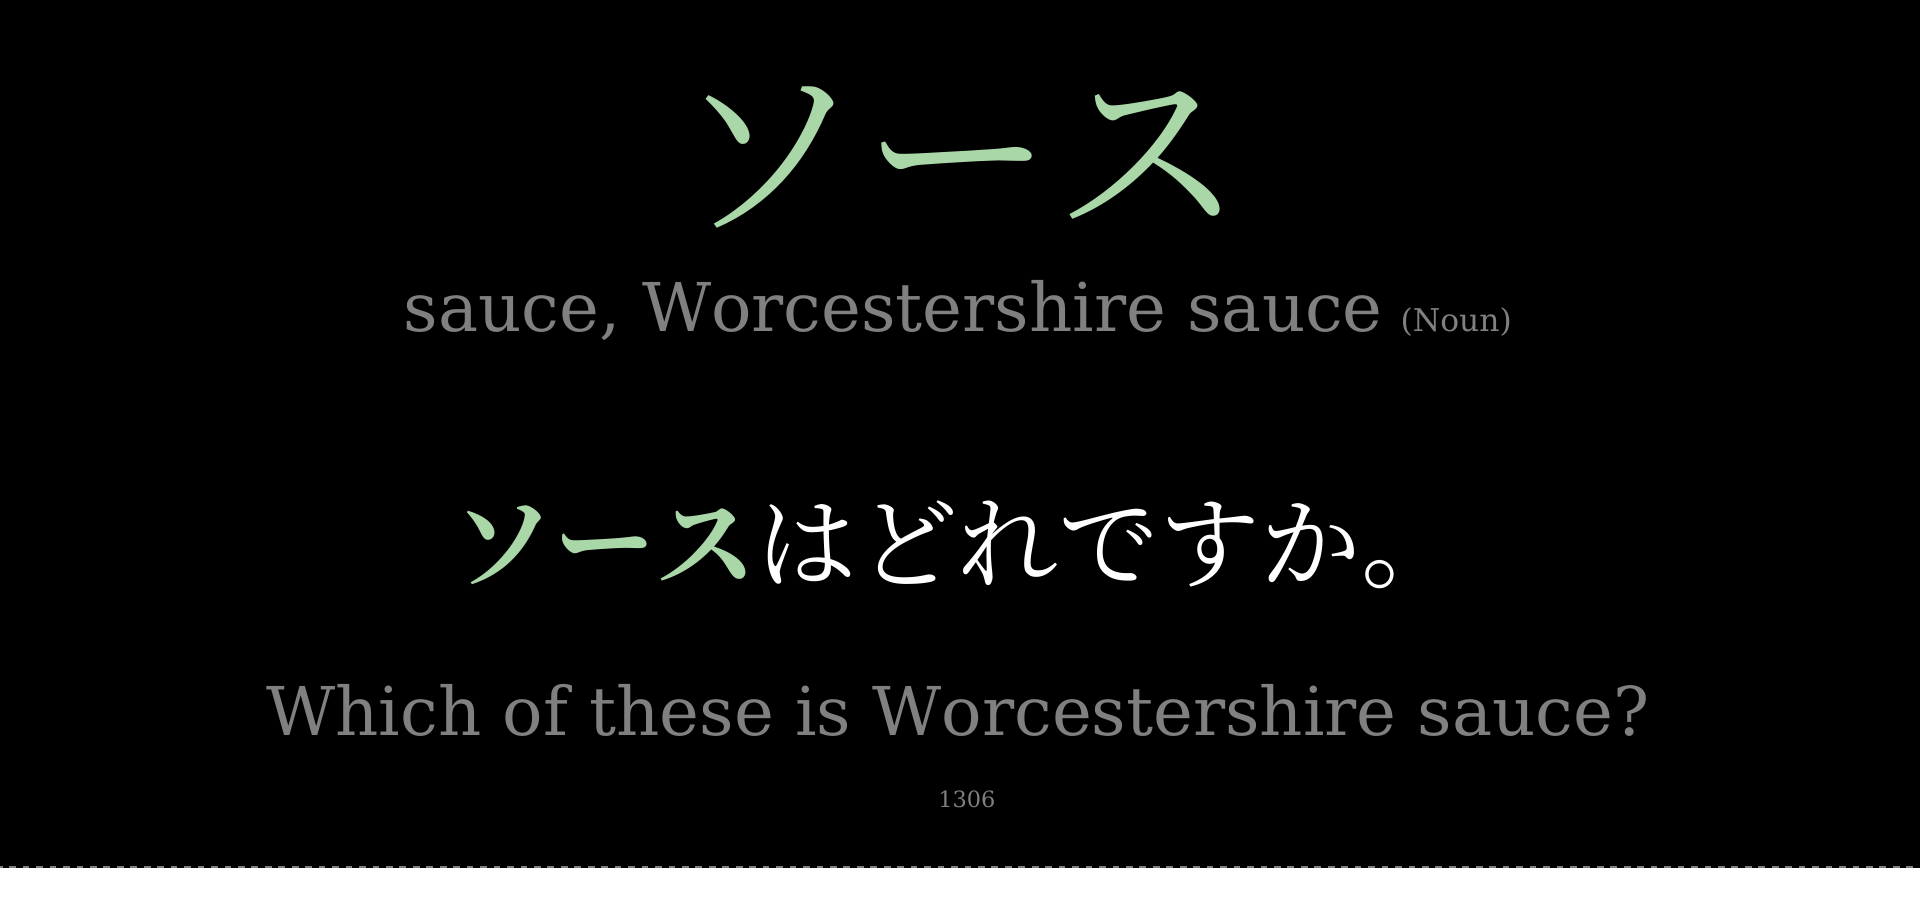 ソース
sauce, Worcestershire sauce (Noun)
ソースはどれですか。
Which of these is Worcestershire sauce?
1306